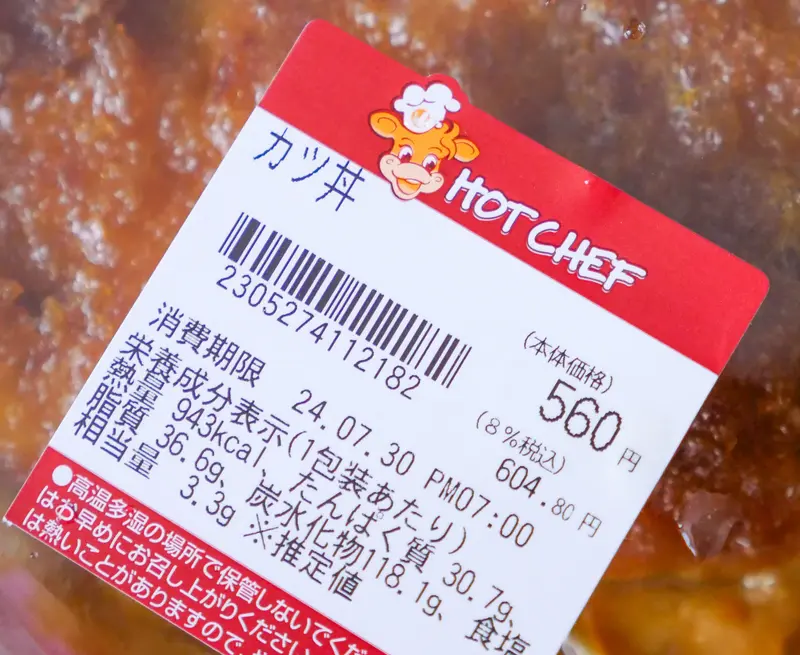 HOT CHEF
カツ丼
2305274112182
(本体価格)
560円
(8%税込)
604.80円
消費期限 24.07.30 PM07:00
栄養成分表示(1包装あたり)
熱量 943kcal、たんぱく質 30.7g、
脂質 36.6g、炭水化物118.1g、食塩
相当量 3.3g ※推定値
●高温多湿の場所で保管しないでくだ
はお早めにお召し上がりください
は熱いことがありますので、